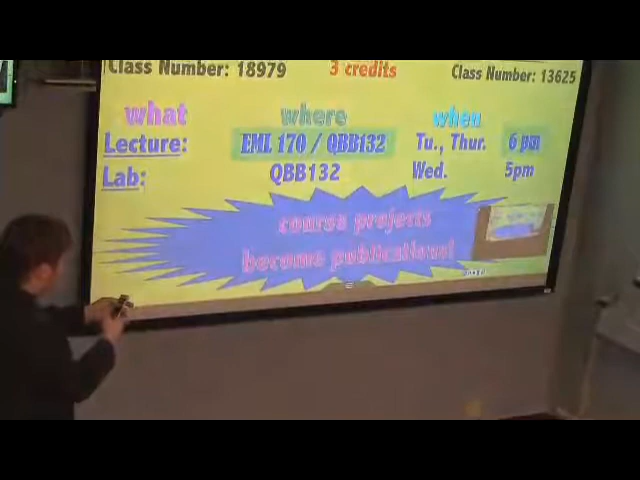 Class Number: 18979 3 credits Class Number: 13625
what where when
Lecture: EML 170 / QBB132 Tu., Thur. 6 pm
Lab: QBB132 Wed. 5pm
course projects
become publications!